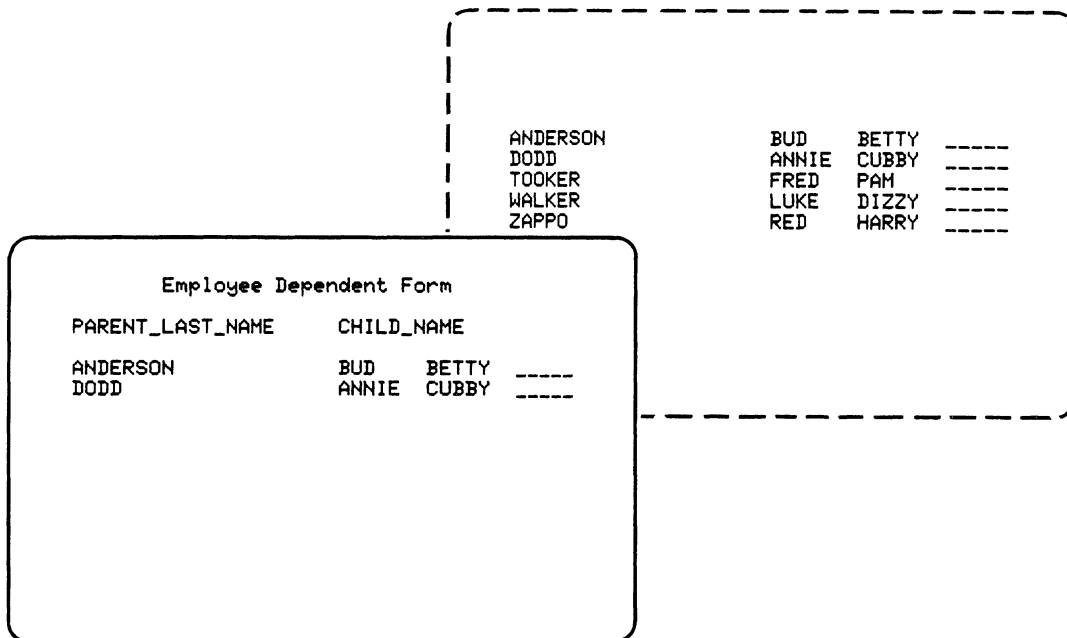 ANDERSON BUD BETTY _____
DODD ANNIE CUBBY _____
TOOKER FRED PAM _____
WALKER LUKE DIZZY _____
ZAPPO RED HARRY _____
Employee Dependent Form
PARENT_LAST_NAME CHILD_NAME
ANDERSON BUD BETTY _____
DODD ANNIE CUBBY _____